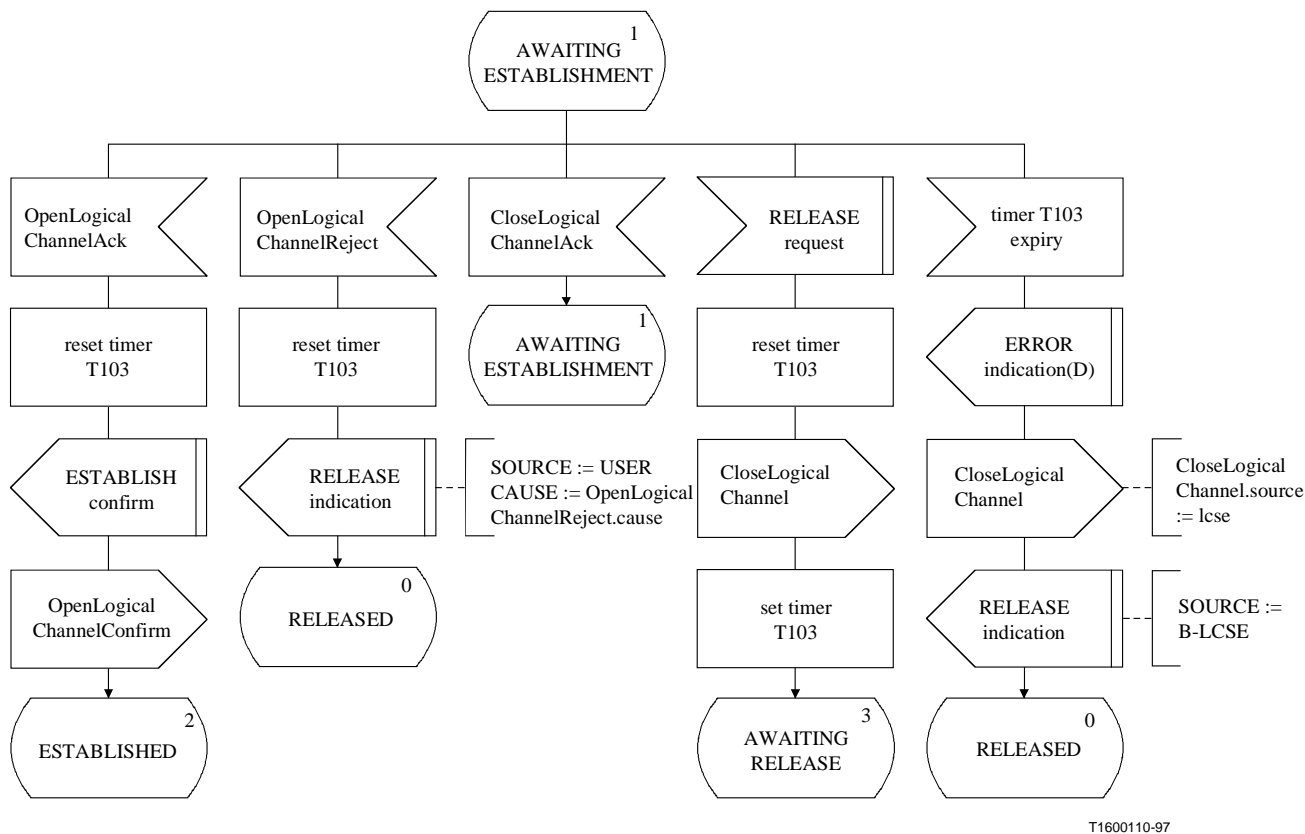 1
AWAITING
ESTABLISHMENT
OpenLogical
ChannelAck
OpenLogical
ChannelReject
CloseLogical
ChannelAck
RELEASE
request
timer T103
expiry
reset timer
T103
reset timer
T103
1
AWAITING
ESTABLISHMENT
reset timer
T103
ERROR
indication(D)
ESTABLISH
confirm
RELEASE
indication
SOURCE := USER
CAUSE := OpenLogical
ChannelReject.cause
CloseLogical
Channel
CloseLogical
Channel
CloseLogical
Channel.source
:= lcse
OpenLogical
ChannelConfirm
0
RELEASED
set timer
T103
RELEASE
indication
SOURCE :=
B-LCSE
2
ESTABLISHED
3
AWAITING
RELEASE
0
RELEASED
T1600110-97